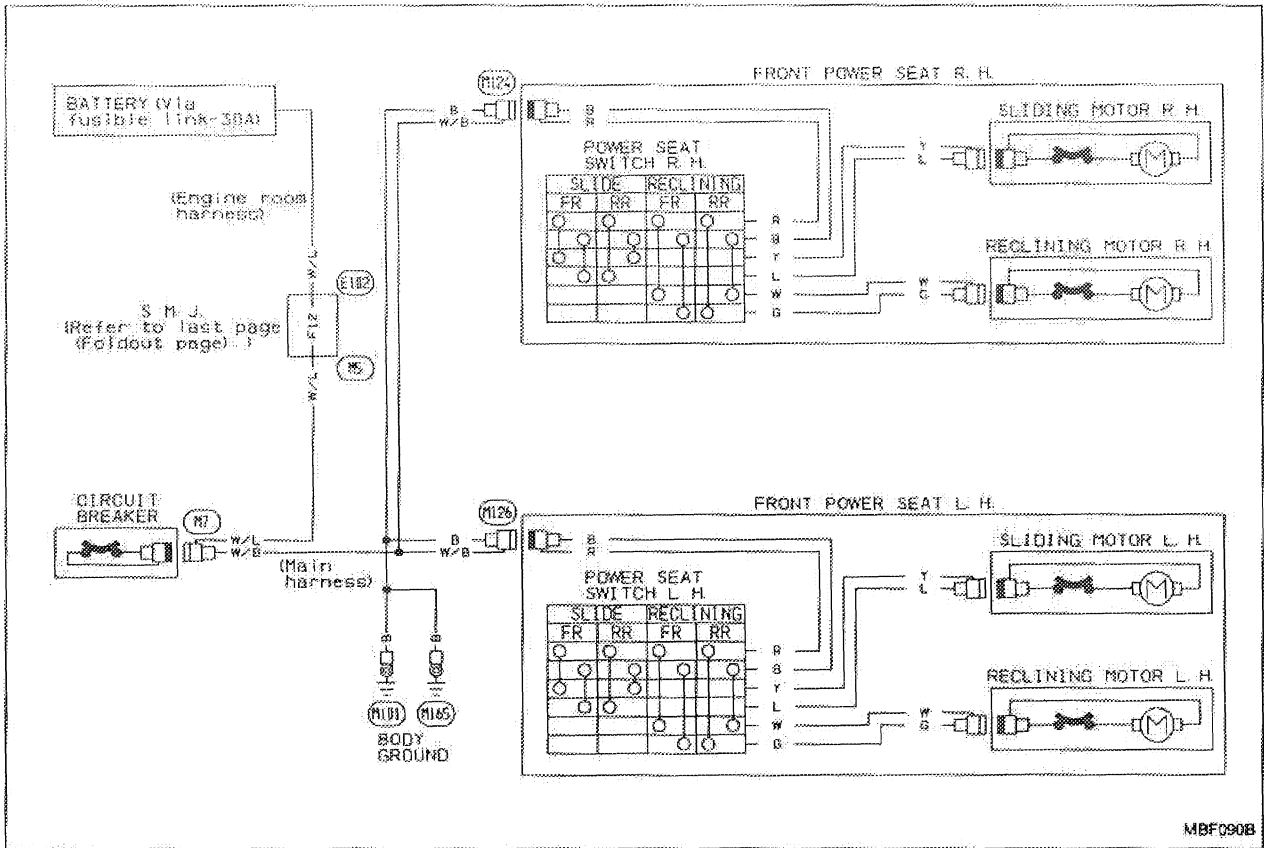 BATTERY (Via
fusible link-30A)
(Engine room
harness)
W/L
E102
S. M. J.
(Refer to last page
(Foldout page) )
F12
M5
W/L
CIRCUIT
BREAKER
M7
W/L
W/B
(Main
harness)
B
B
M101
M165
BODY
GROUND
M124
B
W/B
FRONT POWER SEAT R. H.
B
R
POWER SEAT
SWITCH R. H.
SLIDE RECLINING
FR RR FR RR
R
B
Y
L
W
G
SLIDING MOTOR R. H.
Y
L
M
RECLINING MOTOR R. H.
W
G
M
M126
B
W/B
FRONT POWER SEAT L. H.
B
R
POWER SEAT
SWITCH L. H.
SLIDE RECLINING
FR RR FR RR
R
B
Y
L
W
G
SLIDING MOTOR L. H.
Y
L
M
RECLINING MOTOR L. H.
W
G
M
MBF090B